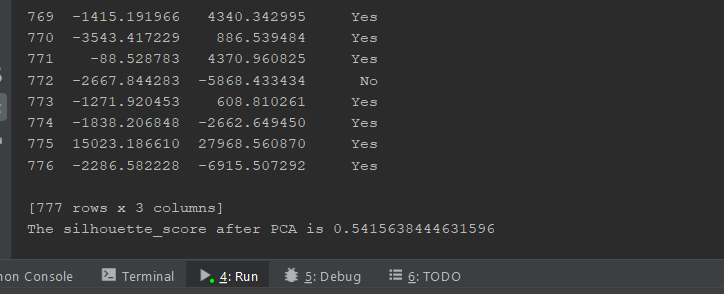 769 -1415.191966 4340.342995 Yes
770 -3543.417229 886.539484 Yes
771 -88.528783 4370.960825 Yes
772 -2667.844283 -5868.433434 No
773 -1271.920453 608.810261 Yes
774 -1838.206848 -2662.649450 Yes
775 15023.186610 27968.560870 Yes
776 -2286.582228 -6915.507292 Yes
[777 rows x 3 columns]
The silhouette_score after PCA is 0.5415638444631596
Console Terminal 4: Run 5: Debug 6: TODO